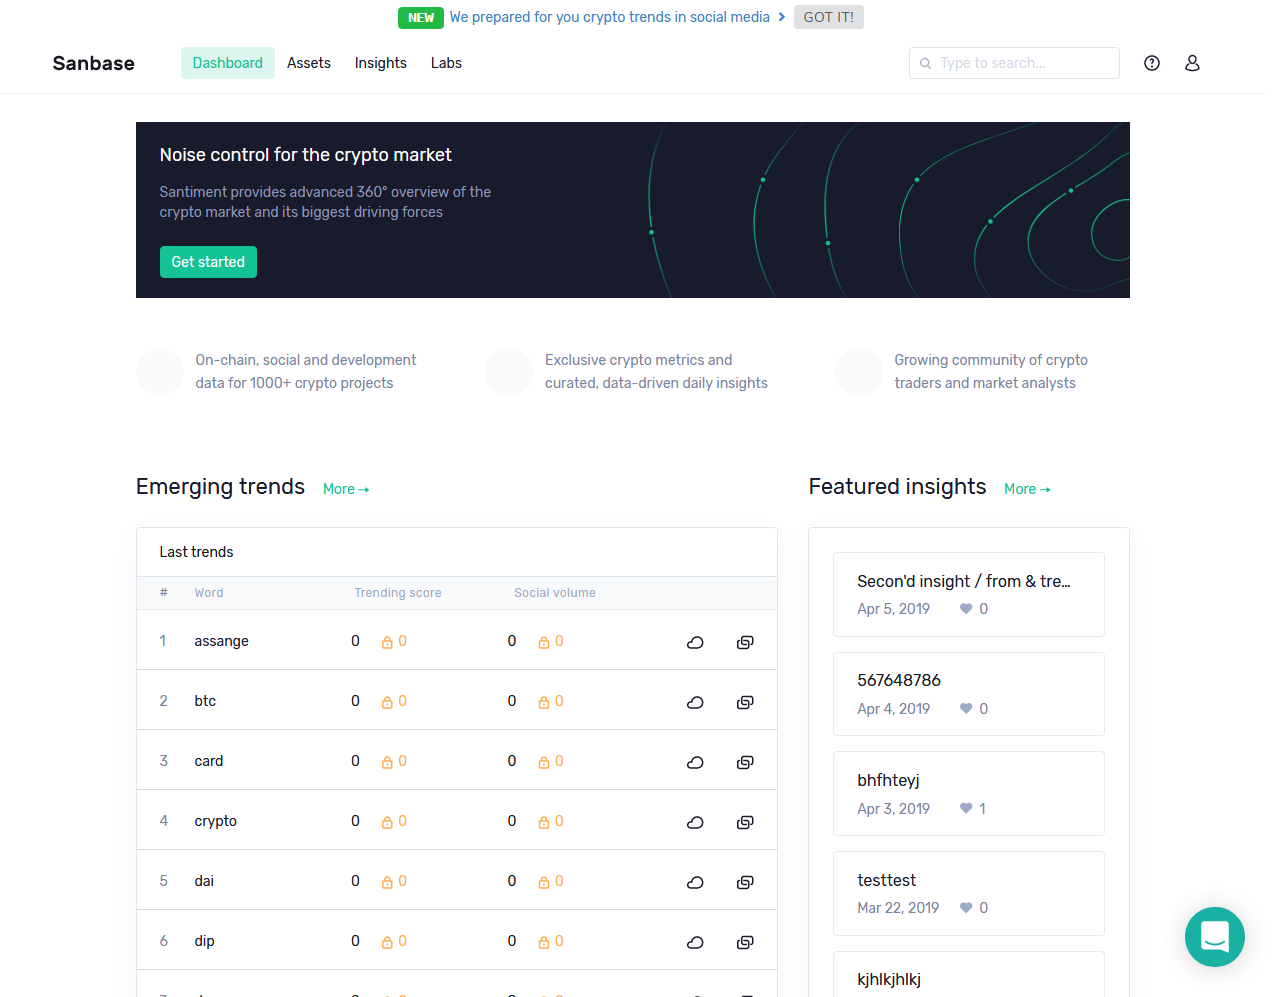 NEW We prepared for you crypto trends in social media GOT IT!
Sanbase Dashboard Assets Insights Labs Type to search...
Noise control for the crypto market
Santiment provides advanced 360° overview of the
crypto market and its biggest driving forces
Get started
On-chain, social and development
data for 1000+ crypto projects
Exclusive crypto metrics and
curated, data-driven daily insights
Growing community of crypto
traders and market analysts
Emerging trends More →
Last trends
# Word Trending score Social volume
1 assange 0 0 0 0
2 btc 0 0 0 0
3 card 0 0 0 0
4 crypto 0 0 0 0
5 dai 0 0 0 0
6 dip 0 0 0 0
Featured insights More →
Secon'd insight / from & tre...
Apr 5, 2019 0
567648786
Apr 4, 2019 0
bhfhteyj
Apr 3, 2019 1
testtest
Mar 22, 2019 0
kjhlkjhlkj